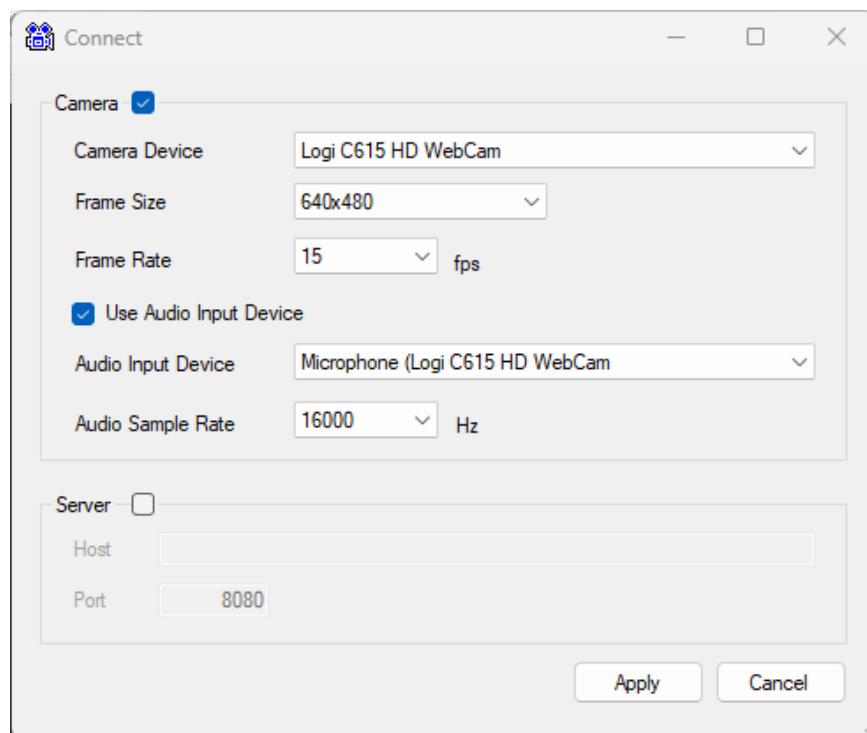 Connect
Camera
Camera Device Logi C615 HD WebCam
Frame Size 640x480
Frame Rate 15 fps
Use Audio Input Device
Audio Input Device Microphone (Logi C615 HD WebCam
Audio Sample Rate 16000 Hz
Server
Host
Port 8080
Apply Cancel